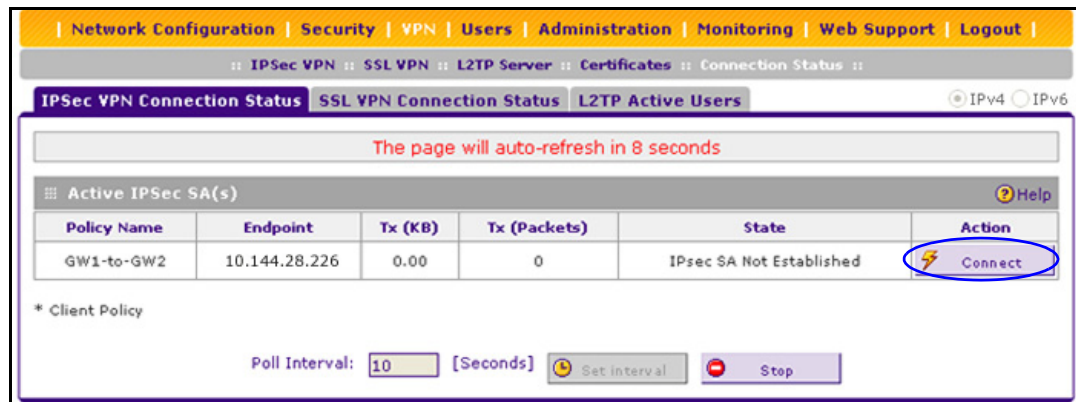 | Network Configuration | Security | VPN | Users | Administration | Monitoring | Web Support | Logout |
:: IPSec VPN :: SSL VPN :: L2TP Server :: Certificates :: Connection Status ::
IPSec VPN Connection Status SSL VPN Connection Status L2TP Active Users IPv4 IPv6
The page will auto-refresh in 8 seconds
Active IPSec SA(s) ? Help
Policy Name Endpoint Tx (KB) Tx (Packets) State Action
GW1-to-GW2 10.144.28.226 0.00 0 IPsec SA Not Established Connect
* Client Policy
Poll Interval: 10 [Seconds] Set interval Stop